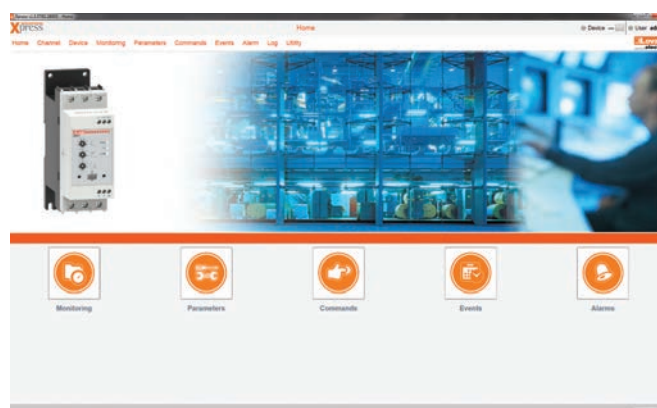 Xpress
Home
Device
User
Home Channel Device Monitoring Parameters Commands Events Alarm Log Utility
Monitoring
Parameters
Commands
Events
Alarms